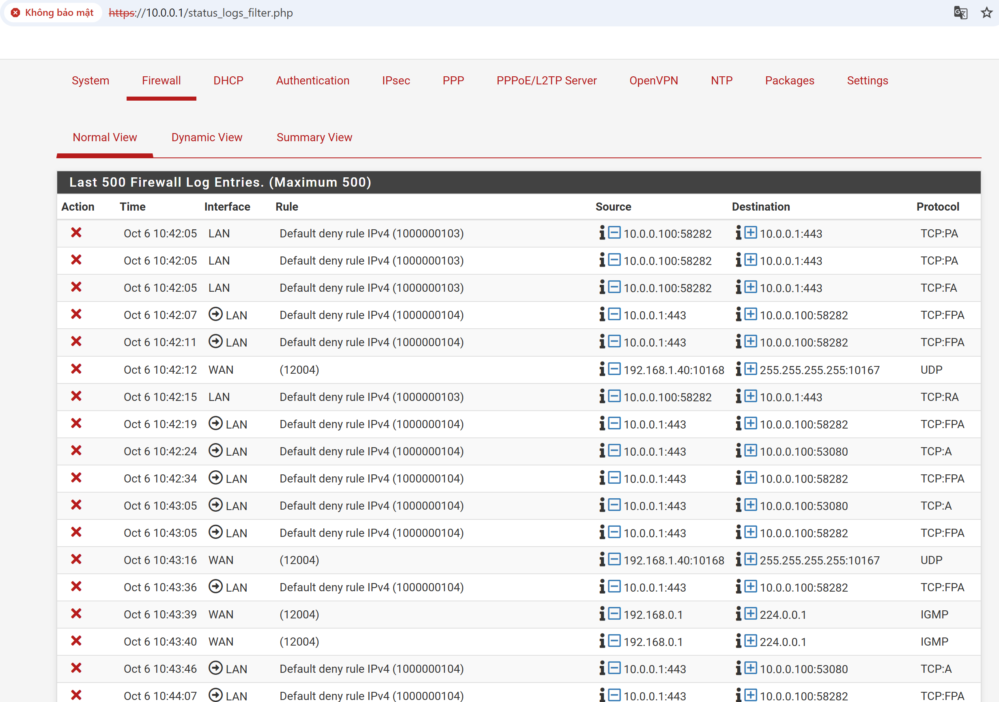 Không bảo mật https://10.0.0.1/status_logs_filter.php
System Firewall DHCP Authentication IPsec PPP PPPoE/L2TP Server OpenVPN NTP Packages Settings
Normal View Dynamic View Summary View
Last 500 Firewall Log Entries. (Maximum 500)
Action Time Interface Rule Source Destination Protocol
Oct 6 10:42:05 LAN Default deny rule IPv4 (1000000103) 10.0.0.100:58282 10.0.0.1:443 TCP:PA
Oct 6 10:42:05 LAN Default deny rule IPv4 (1000000103) 10.0.0.100:58282 10.0.0.1:443 TCP:PA
Oct 6 10:42:05 LAN Default deny rule IPv4 (1000000103) 10.0.0.100:58282 10.0.0.1:443 TCP:FA
Oct 6 10:42:07 LAN Default deny rule IPv4 (1000000104) 10.0.0.1:443 10.0.0.100:58282 TCP:FPA
Oct 6 10:42:11 LAN Default deny rule IPv4 (1000000104) 10.0.0.1:443 10.0.0.100:58282 TCP:FPA
Oct 6 10:42:12 WAN (12004) 192.168.1.40:10168 255.255.255.255:10167 UDP
Oct 6 10:42:15 LAN Default deny rule IPv4 (1000000103) 10.0.0.100:58282 10.0.0.1:443 TCP:RA
Oct 6 10:42:19 LAN Default deny rule IPv4 (1000000104) 10.0.0.1:443 10.0.0.100:58282 TCP:FPA
Oct 6 10:42:24 LAN Default deny rule IPv4 (1000000104) 10.0.0.1:443 10.0.0.100:53080 TCP:A
Oct 6 10:42:34 LAN Default deny rule IPv4 (1000000104) 10.0.0.1:443 10.0.0.100:58282 TCP:FPA
Oct 6 10:43:05 LAN Default deny rule IPv4 (1000000104) 10.0.0.1:443 10.0.0.100:53080 TCP:A
Oct 6 10:43:05 LAN Default deny rule IPv4 (1000000104) 10.0.0.1:443 10.0.0.100:58282 TCP:FPA
Oct 6 10:43:16 WAN (12004) 192.168.1.40:10168 255.255.255.255:10167 UDP
Oct 6 10:43:36 LAN Default deny rule IPv4 (1000000104) 10.0.0.1:443 10.0.0.100:58282 TCP:FPA
Oct 6 10:43:39 WAN (12004) 192.168.0.1 224.0.0.1 IGMP
Oct 6 10:43:40 WAN (12004) 192.168.0.1 224.0.0.1 IGMP
Oct 6 10:43:46 LAN Default deny rule IPv4 (1000000104) 10.0.0.1:443 10.0.0.100:53080 TCP:A
Oct 6 10:44:07 LAN Default deny rule IPv4 (1000000104) 10.0.0.1:443 10.0.0.100:58282 TCP:FPA